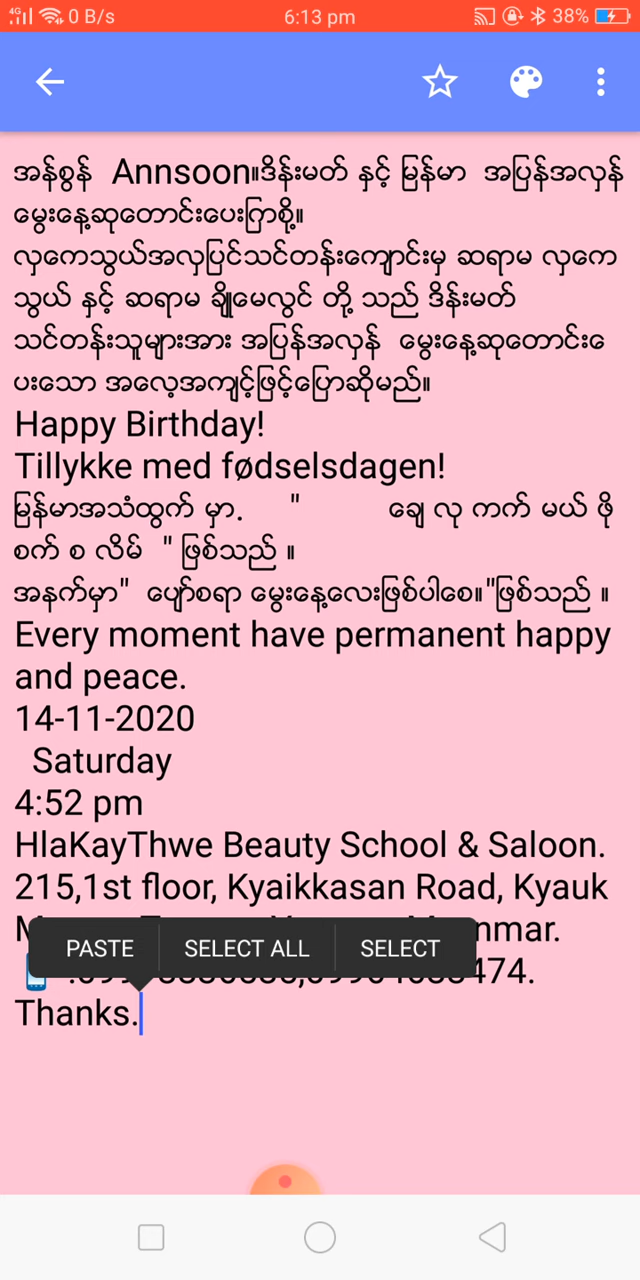 4G 0 B/s 6:13 pm 38%
အန်စွန် Annsoon။ဒိန်းမတ် နှင့် မြန်မာ အပြန်အလှန်
မွေးနေ့ဆုတောင်းပေးကြစို့။
လှကေသွယ်အလှပြင်သင်တန်းကျောင်းမှ ဆရာမ လှကေ
သွယ် နှင့် ဆရာမ ချိုမေလွင် တို့ သည် ဒိန်းမတ်
သင်တန်းသူများအား အပြန်အလှန် မွေးနေ့ဆုတောင်းေ
ပးသော အလေ့အကျင့်ဖြင့်ပြောဆိုမည်။
Happy Birthday!
Tillykke med fødselsdagen!
မြန်မာအသံထွက် မှာ. " ချေ လု ကက် မယ် ဖို
စက် စ လိမ် " ဖြစ်သည် ။
အနက်မှာ" ပျော်စရာ မွေးနေ့လေးဖြစ်ပါစေ။"ဖြစ်သည် ။
Every moment have permanent happy
and peace.
14-11-2020
Saturday
4:52 pm
HlaKayThwe Beauty School & Saloon.
215,1st floor, Kyaikkasan Road, Kyauk
PASTE SELECT ALL SELECT
Thanks.